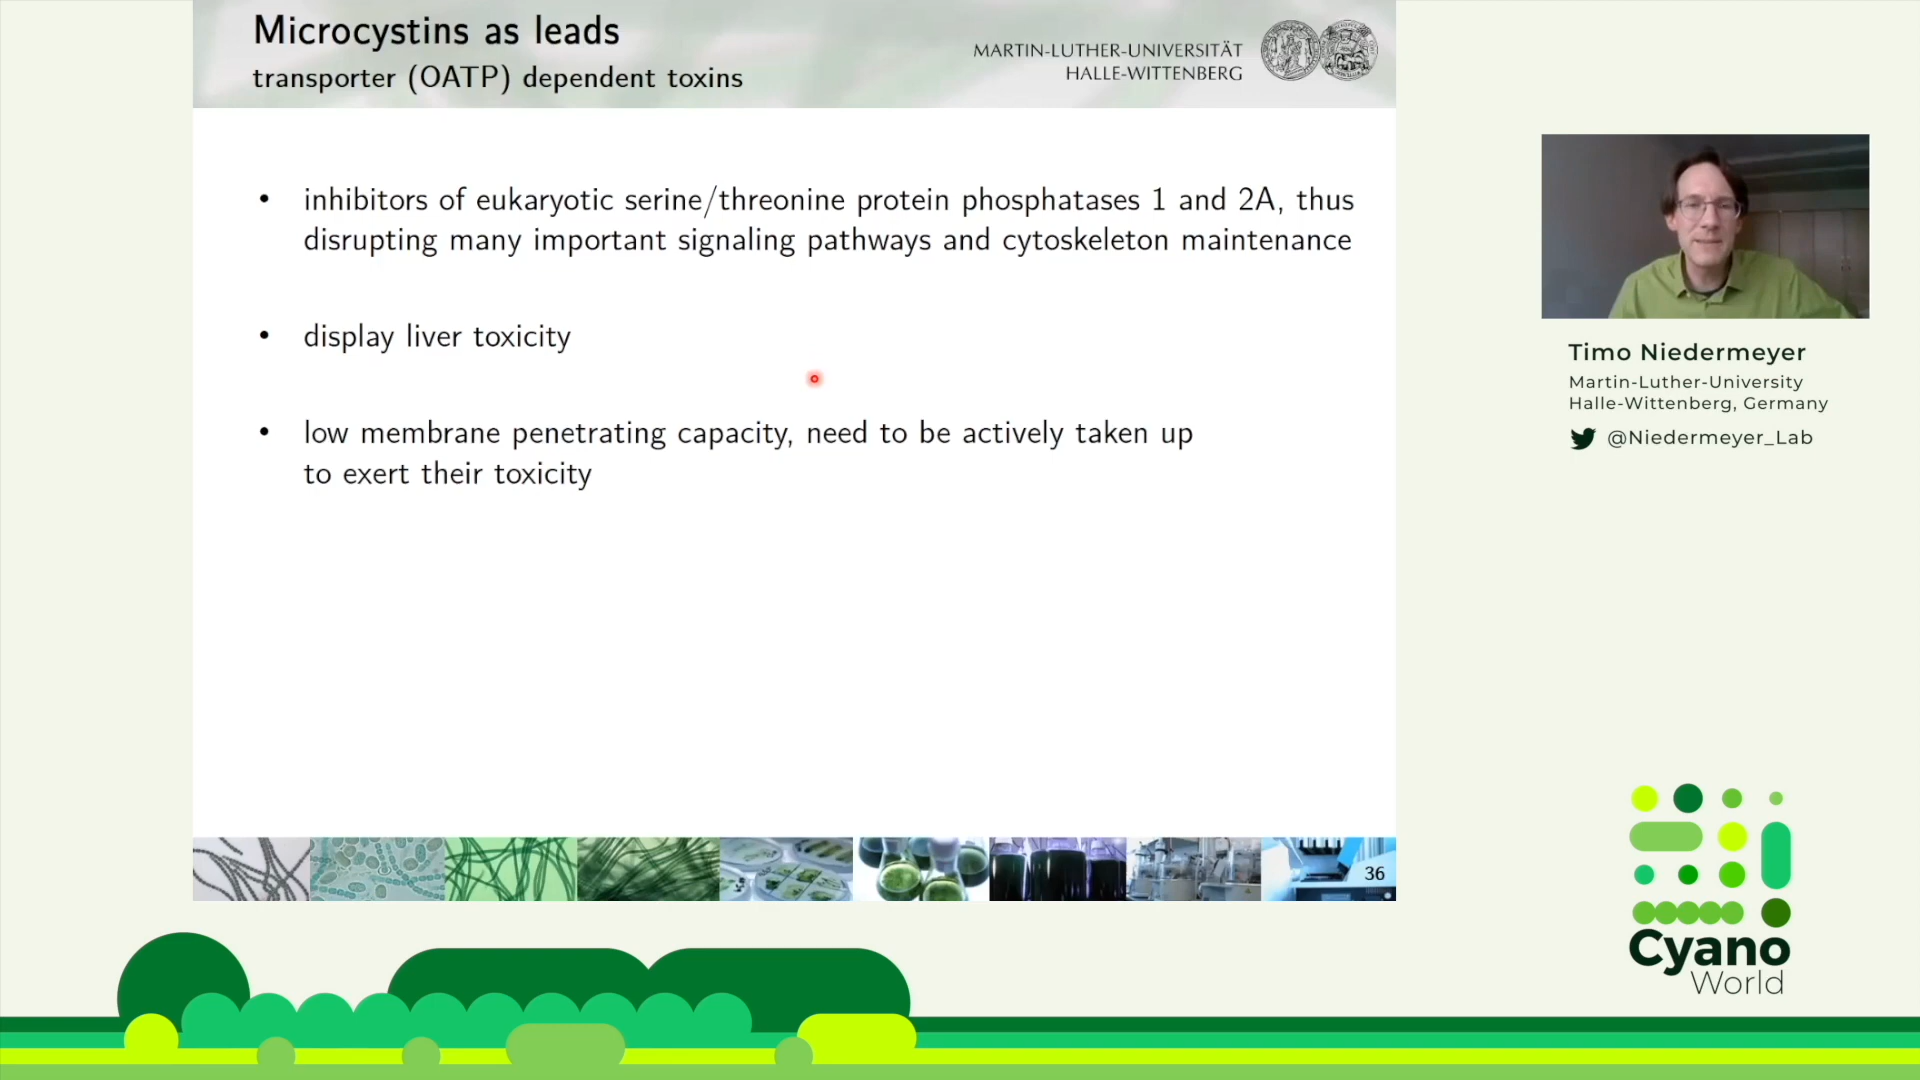 Microcystins as leads
transporter (OATP) dependent toxins
MARTIN-LUTHER-UNIVERSITÄT
HALLE-WITTENBERG
• inhibitors of eukaryotic serine/threonine protein phosphatases 1 and 2A, thus
disrupting many important signaling pathways and cytoskeleton maintenance
• display liver toxicity
• low membrane penetrating capacity, need to be actively taken up
to exert their toxicity
36
Timo Niedermeyer
Martin-Luther-University
Halle-Wittenberg, Germany
@Niedermeyer_Lab
Cyano
World